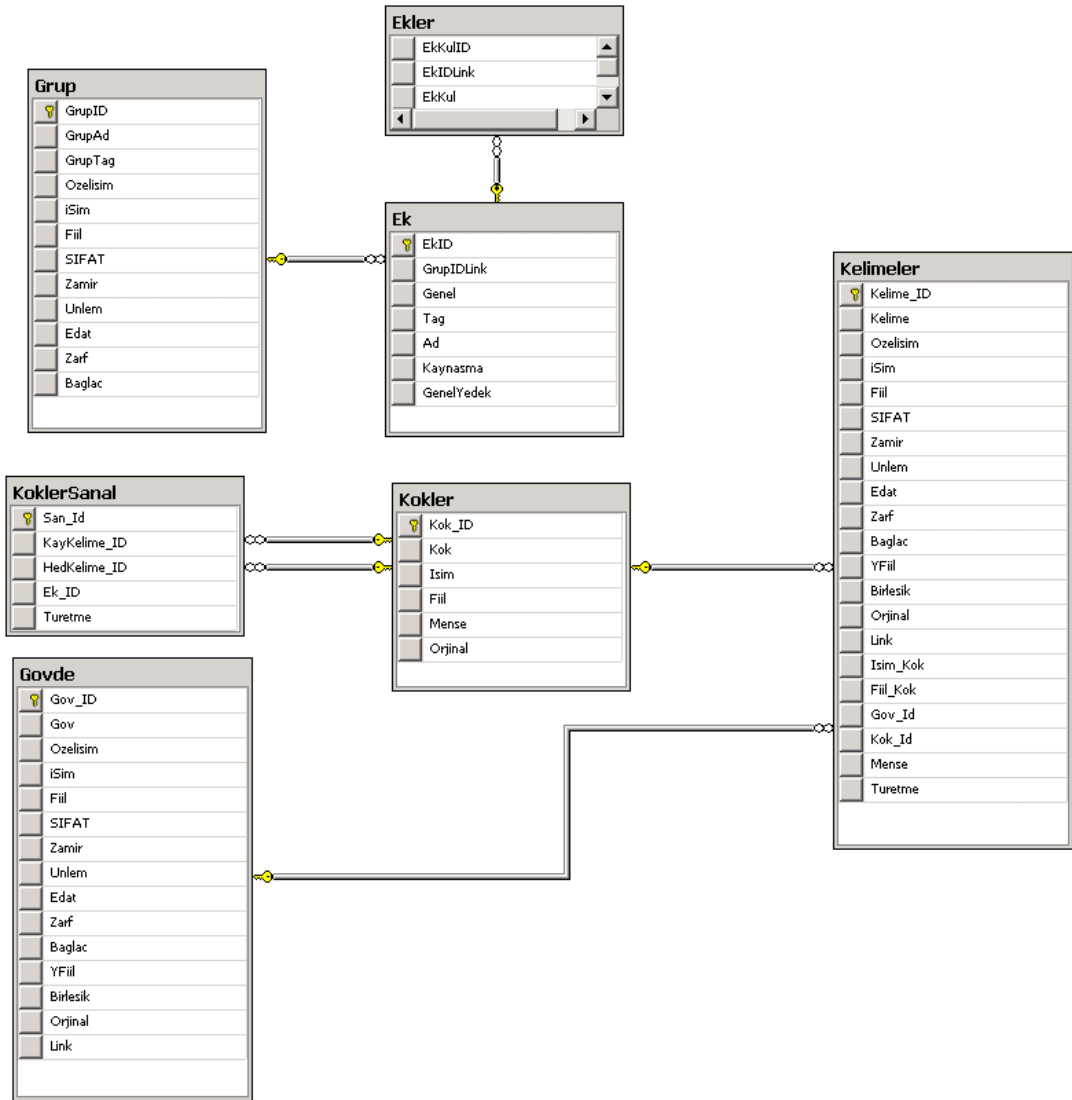 Ekler
EkKulID
EkIDLink
EkKul
Grup
GrupID
GrupAd
GrupTag
Ozelisim
iSim
Fiil
SIFAT
Zamir
Unlem
Edat
Zarf
Baglac
Ek
EkID
GrupIDLink
Genel
Tag
Ad
Kaynasma
GenelYedek
Kelimeler
Kelime_ID
Kelime
Ozelisim
iSim
Fiil
SIFAT
Zamir
Unlem
Edat
Zarf
Baglac
YFiil
Birlesik
Orjinal
Link
Isim_Kok
Fiil_Kok
Gov_Id
Kok_Id
Mense
Turetme
KoklerSanal
San_Id
KayKelime_ID
HedKelime_ID
Ek_ID
Turetme
Kokler
Kok_ID
Kok
Isim
Fiil
Mense
Orjinal
Govde
Gov_ID
Gov
Ozelisim
iSim
Fiil
SIFAT
Zamir
Unlem
Edat
Zarf
Baglac
YFiil
Birlesik
Orjinal
Link